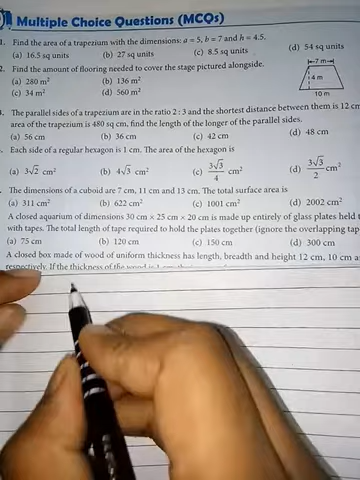 Multiple Choice Questions (MCQs)
1. Find the area of a trapezium with the dimensions: a = 5, b = 7 and h = 4.5.
(a) 16.5 sq units (b) 27 sq units (c) 8.5 sq units (d) 54 sq units
2. Find the amount of flooring needed to cover the stage pictured alongside.
(a) 280 m² (b) 136 m²
(c) 34 m² (d) 560 m²
7 m
4 m
10 m
. The parallel sides of a trapezium are in the ratio 2 : 3 and the shortest distance between them is 12 cm
area of the trapezium is 480 sq cm, find the length of the longer of the parallel sides.
(a) 56 cm (b) 36 cm (c) 42 cm (d) 48 cm
. Each side of a regular hexagon is 1 cm. The area of the hexagon is
(a) 3√2 cm² (b) 4√3 cm² (c) 3√3/4 cm² (d) 3√3/2 cm²
. The dimensions of a cuboid are 7 cm, 11 cm and 13 cm. The total surface area is
(a) 311 cm² (b) 622 cm² (c) 1001 cm² (d) 2002 cm²
A closed aquarium of dimensions 30 cm × 25 cm × 20 cm is made up entirely of glass plates held
with tapes. The total length of tape required to hold the plates together (ignore the overlapping tap
(a) 75 cm (b) 120 cm (c) 150 cm (d) 300 cm
A closed box made of wood of uniform thickness has length, breadth and height 12 cm, 10 cm a
respectively. If the thickness of the wood is 1